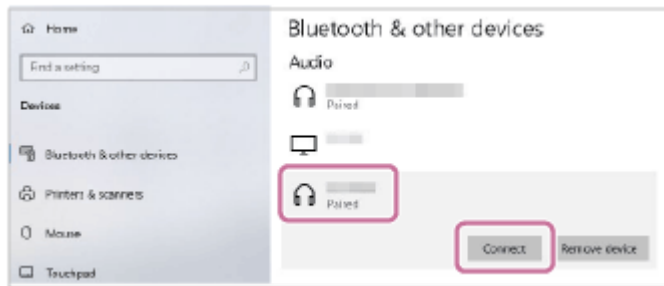 Home
Find a setting
Devices
Bluetooth & other devices
Printers & scanners
Mouse
Touchpad
Bluetooth & other devices
Audio
Paired
Paired
Connect
Remove device